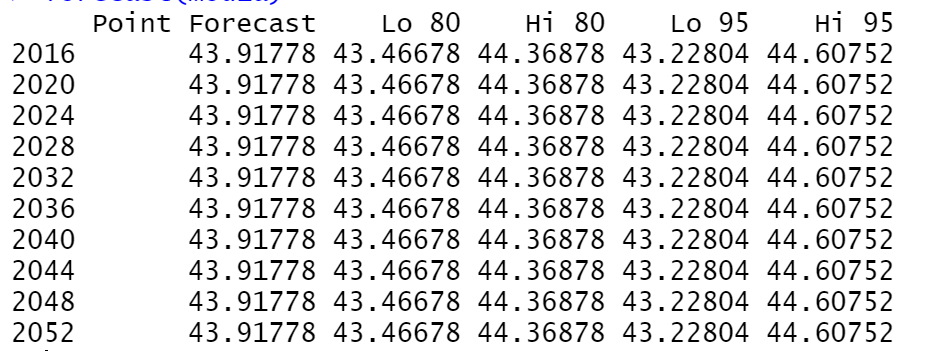 Point Forecast Lo 80 Hi 80 Lo 95 Hi 95
2016 43.91778 43.46678 44.36878 43.22804 44.60752
2020 43.91778 43.46678 44.36878 43.22804 44.60752
2024 43.91778 43.46678 44.36878 43.22804 44.60752
2028 43.91778 43.46678 44.36878 43.22804 44.60752
2032 43.91778 43.46678 44.36878 43.22804 44.60752
2036 43.91778 43.46678 44.36878 43.22804 44.60752
2040 43.91778 43.46678 44.36878 43.22804 44.60752
2044 43.91778 43.46678 44.36878 43.22804 44.60752
2048 43.91778 43.46678 44.36878 43.22804 44.60752
2052 43.91778 43.46678 44.36878 43.22804 44.60752